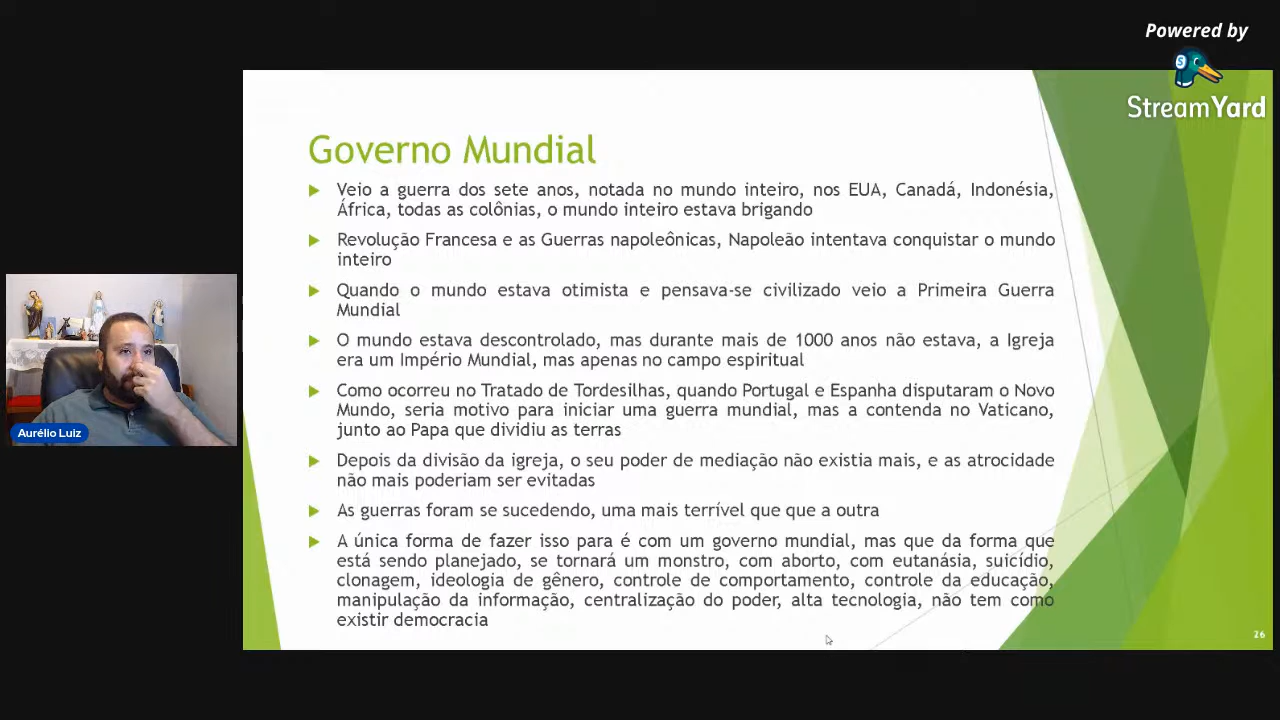 Powered by
StreamYard
Governo Mundial
Veio a guerra dos sete anos, notada no mundo inteiro, nos EUA, Canadá, Indonésia,
África, todas as colônias, o mundo inteiro estava brigando
Revolução Francesa e as Guerras napoleônicas, Napoleão intentava conquistar o mundo
inteiro
Quando o mundo estava otimista e pensava-se civilizado veio a Primeira Guerra
Mundial
O mundo estava descontrolado, mas durante mais de 1000 anos não estava, a Igreja
era um Império Mundial, mas apenas no campo espiritual
Como ocorreu no Tratado de Tordesilhas, quando Portugal e Espanha disputaram o Novo
Mundo, seria motivo para iniciar uma guerra mundial, mas a contenda no Vaticano,
junto ao Papa que dividiu as terras
Depois da divisão da igreja, o seu poder de mediação não existia mais, e as atrocidade
não mais poderiam ser evitadas
As guerras foram se sucedendo, uma mais terrível que que a outra
A única forma de fazer isso para é com um governo mundial, mas que da forma que
está sendo planejado, se tornará um monstro, com aborto, com eutanásia, suicídio,
clonagem, ideologia de gênero, controle de comportamento, controle da educação,
manipulação da informação, centralização do poder, alta tecnologia, não tem como
existir democracia
26
Aurélio Luiz